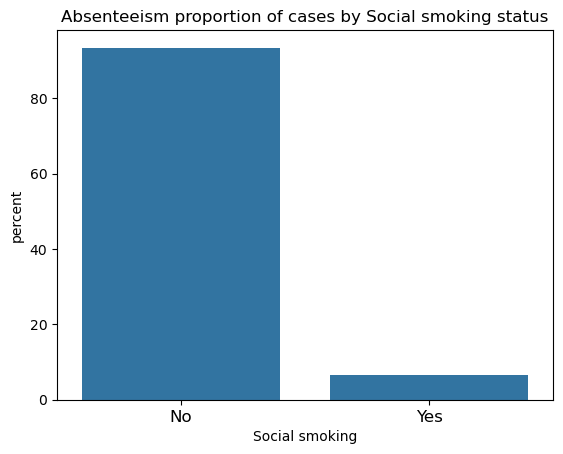 Absenteeism proportion of cases by Social smoking status
percent
80
60
40
20
0
No Yes
Social smoking